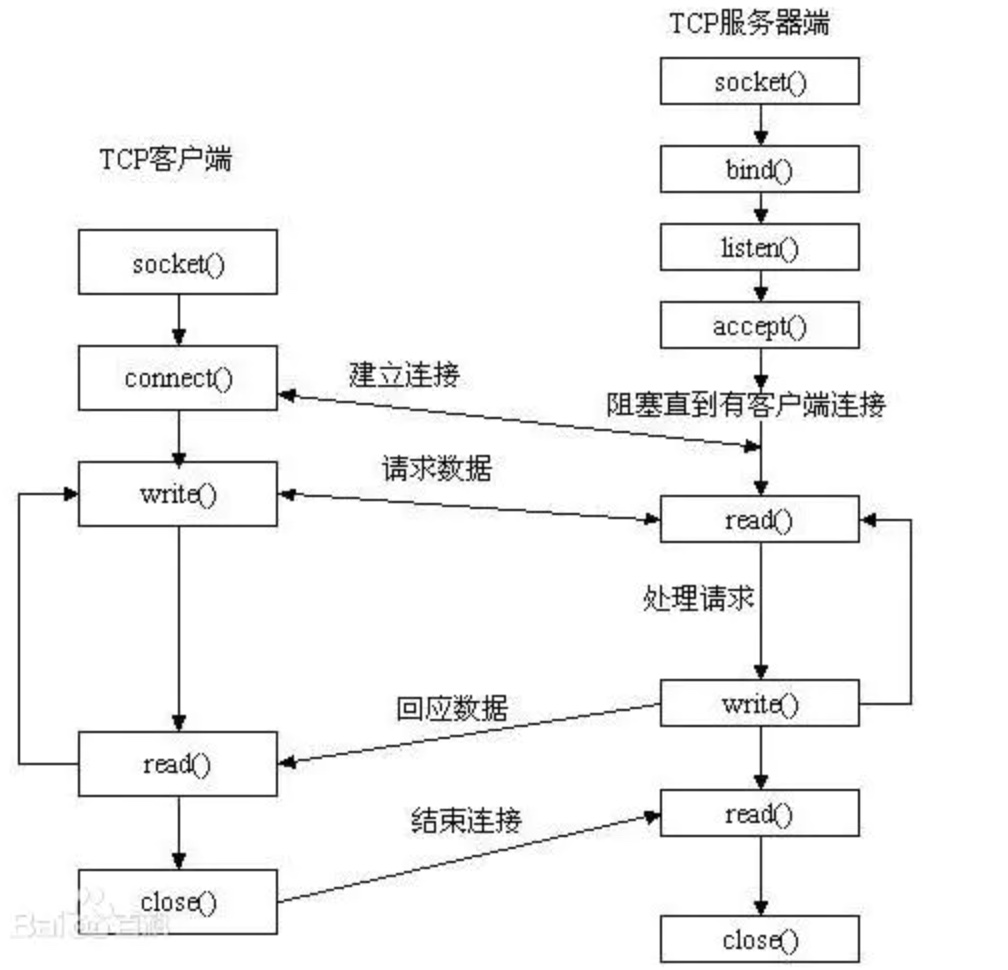 TCP服务器端
socket()
bind()
TCP客户端
listen()
socket()
accept()
connect()
建立连接
阻塞直到有客户端连接
请求数据
write()
read()
处理请求
write()
回应数据
read()
read()
结束连接
close()
Bai百科
close()